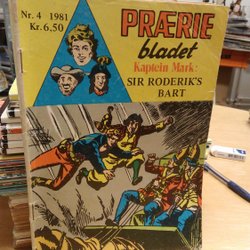 Nr. 4 1981
Kr. 6,50
PRÆRIE
bladet
Kaptein Mark:
SIR RODERIK'S
BART